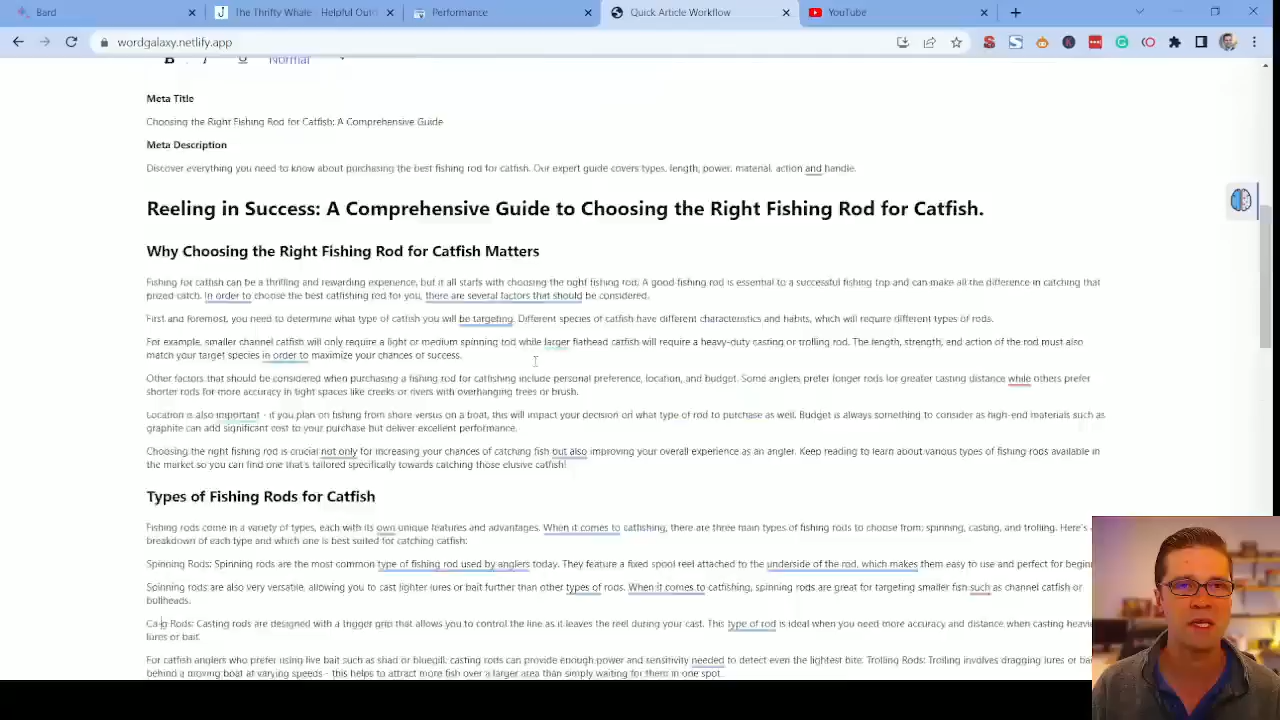 Bard
The Thrifty Whale - Helpful Out
Performance
Quick Article Workflow
YouTube
wordgalaxy.netlify.app
B I U Normal
Meta Title
Choosing the Right Fishing Rod for Catfish: A Comprehensive Guide
Meta Description
Discover everything you need to know about purchasing the best fishing rod for catfish. Our expert guide covers types, length, power, material, action and handle.
Reeling in Success: A Comprehensive Guide to Choosing the Right Fishing Rod for Catfish.
Why Choosing the Right Fishing Rod for Catfish Matters
Fishing for catfish can be a thrilling and rewarding experience, but it all starts with choosing the right fishing rod. A good fishing rod is essential to a successful fishing trip and can make all the difference in catching that
prized catch. In order to choose the best catfishing rod for you, there are several factors that should be considered.
First and foremost, you need to determine what type of catfish you will be targeting. Different species of catfish have different characteristics and habits, which will require different types of rods.
For example, smaller channel catfish will only require a light or medium spinning rod while larger flathead catfish will require a heavy-duty casting or trolling rod. The length, strength, and action of the rod must also
match your target species in order to maximize your chances of success.
Other factors that should be considered when purchasing a fishing rod for catfishing include personal preference, location, and budget. Some anglers prefer longer rods for greater casting distance while others prefer
shorter rods for more accuracy in tight spaces like creeks or rivers with overhanging trees or brush.
Location is also important - if you plan on fishing from shore versus on a boat, this will impact your decision on what type of rod to purchase as well. Budget is always something to consider as high-end materials such as
graphite can add significant cost to your purchase but deliver excellent performance.
Choosing the right fishing rod is crucial not only for increasing your chances of catching fish but also improving your overall experience as an angler. Keep reading to learn about various types of fishing rods available in
the market so you can find one that's tailored specifically towards catching those elusive catfish!
Types of Fishing Rods for Catfish
Fishing rods come in a variety of types, each with its own unique features and advantages. When it comes to catfishing, there are three main types of fishing rods to choose from: spinning, casting, and trolling. Here's
breakdown of each type and which one is best suited for catching catfish:
Spinning Rods: Spinning rods are the most common type of fishing rod used by anglers today. They feature a fixed spool reel attached to the underside of the rod, which makes them easy to use and perfect for begin
Spinning rods are also very versatile, allowing you to cast lighter lures or bait further than other types of rods. When it comes to catfishing, spinning rods are great for targeting smaller fish such as channel catfish or
bullheads.
Rods: Casting rods are designed with a trigger grip that allows you to control the line as it leaves the reel during your cast. This type of rod is ideal when you need more accuracy and distance when casting heavie
lures or bait.
For catfish anglers who prefer using live bait such as shad or bluegill, casting rods can provide enough power and sensitivity needed to detect even the lightest bite. Trolling Rods: Trolling involves dragging lures or ba
behind a moving boat at varying speeds - this helps to attract more fish over a larger area than simply waiting for them in one spot.